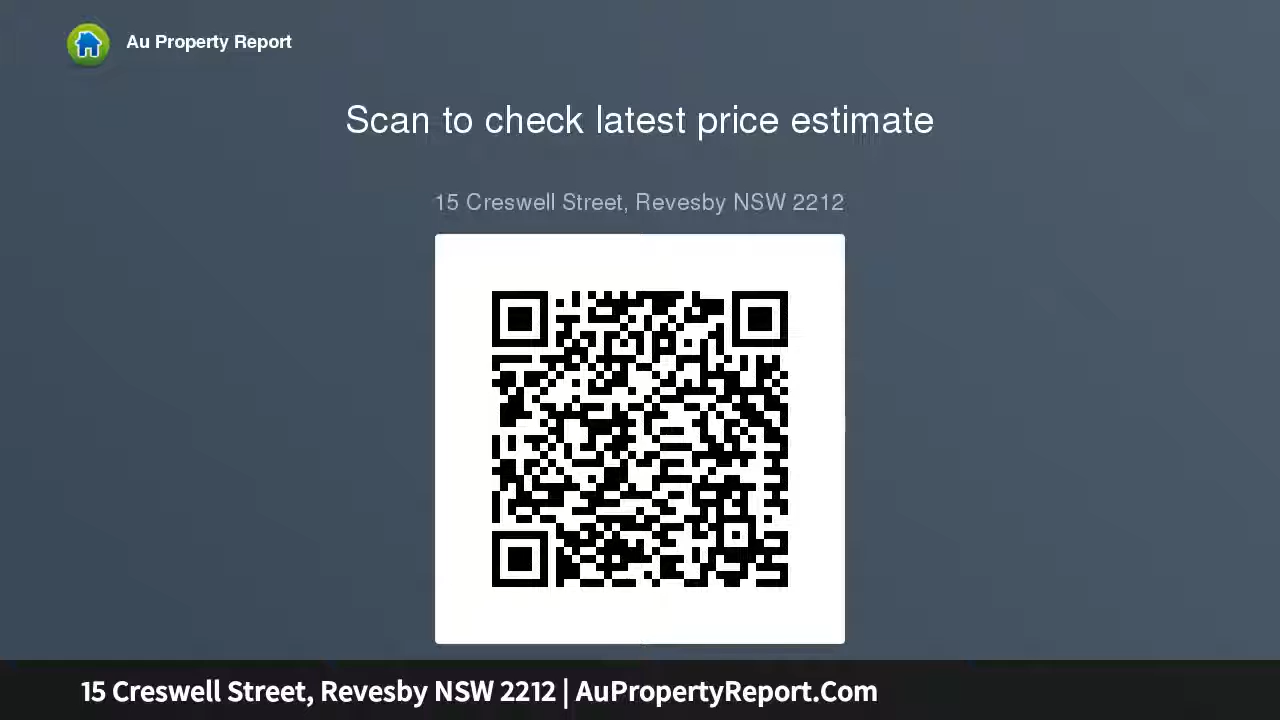 Au Property Report
Scan to check latest price estimate
15 Creswell Street, Revesby NSW 2212
15 Creswell Street, Revesby NSW 2212 | AuPropertyReport.Com